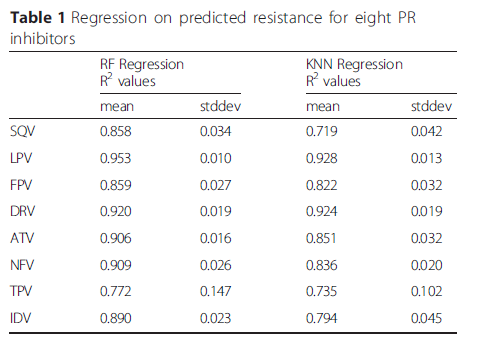 Table 1 Regression on predicted resistance for eight PR
inhibitors
RF Regression KNN Regression
R² values R² values
mean stddev mean stddev
SQV 0.858 0.034 0.719 0.042
LPV 0.953 0.010 0.928 0.013
FPV 0.859 0.027 0.822 0.032
DRV 0.920 0.019 0.924 0.019
ATV 0.906 0.016 0.851 0.032
NFV 0.909 0.026 0.836 0.020
TPV 0.772 0.147 0.735 0.102
IDV 0.890 0.023 0.794 0.045